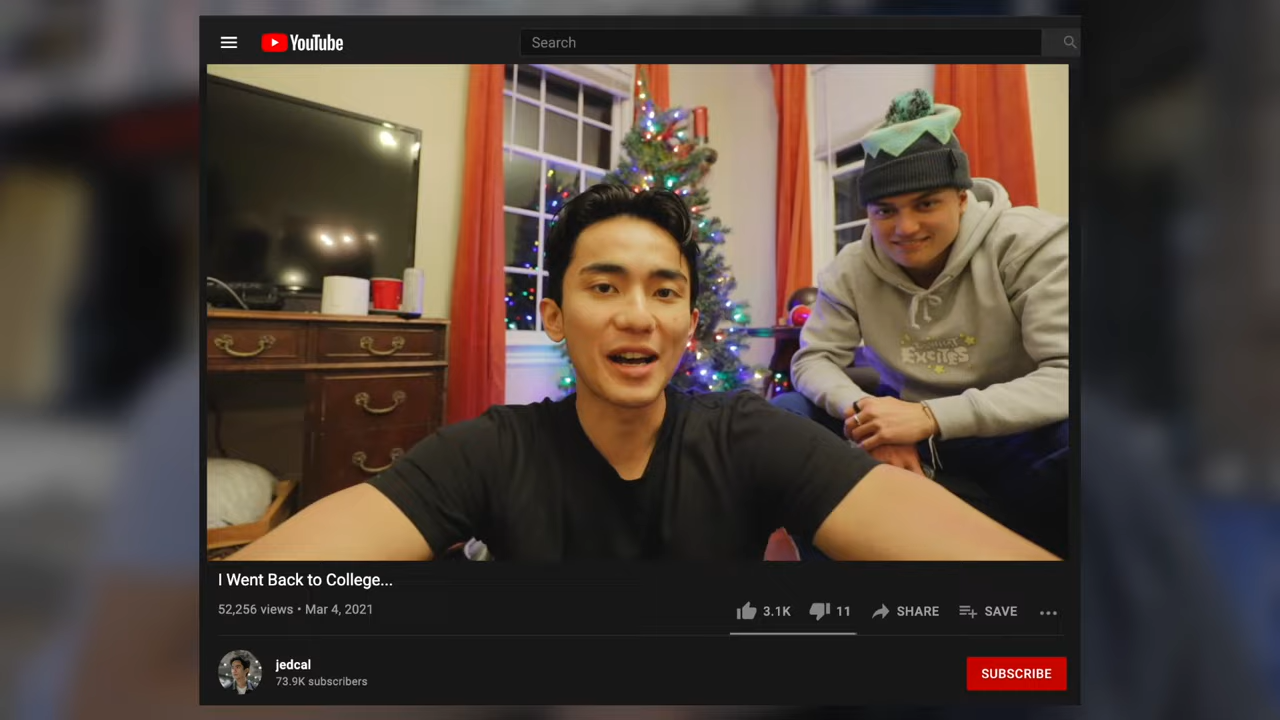 YouTube
Search
EXCITES
I Went Back to College...
52,256 views • Mar 4, 2021
3.1K 11 SHARE SAVE
jedcal
73.9K subscribers
SUBSCRIBE